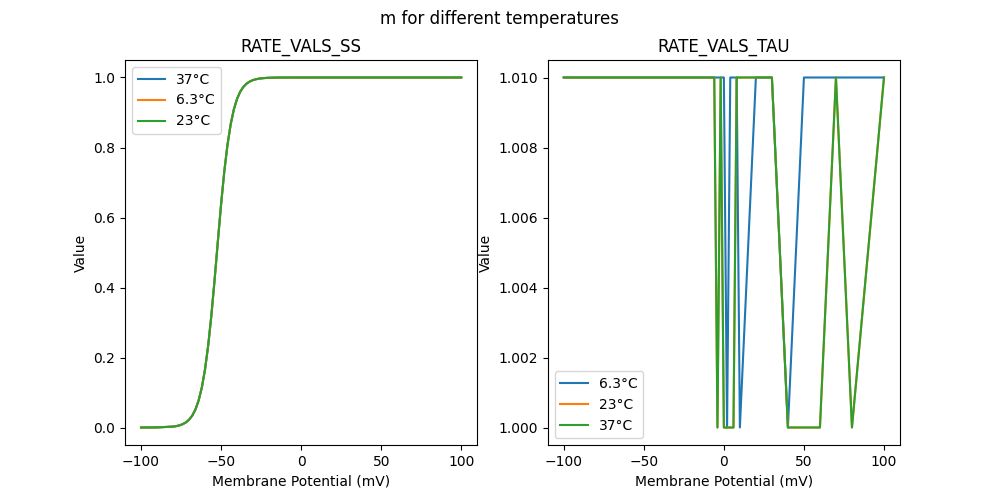 m for different temperatures
RATE_VALS_SS
RATE_VALS_TAU
37°C
6.3°C
23°C
1.0
0.8
0.6
0.4
0.2
0.0
Value
−100
−50
0
50
100
Membrane Potential (mV)
1.010
1.008
1.006
1.004
1.002
1.000
Value
6.3°C
23°C
37°C
−100
−50
0
50
100
Membrane Potential (mV)